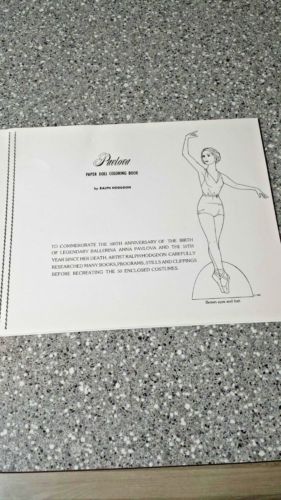 Pavlova
PAPER DOLL COLORING BOOK
by RALPH HODGDON
TO COMMEMORATE THE 100TH ANNIVERSARY OF THE BIRTH
OF LEGENDARY BALLERINA ANNA PAVLOVA AND THE 50TH
YEAR SINCE HER DEATH, ARTIST RALPH HODGDON CAREFULLY
RESEARCHED MANY BOOKS, PROGRAMS, STILLS AND CLIPPINGS
BEFORE RECREATING THE 50 ENCLOSED COSTUMES.
Brown eyes and hair.